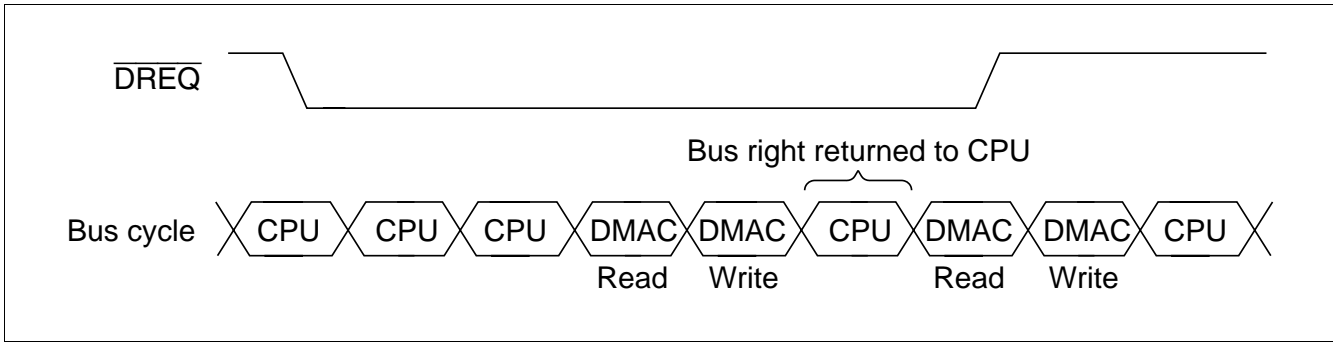 DREQ
Bus right returned to CPU
Bus cycle CPU CPU CPU DMAC DMAC CPU DMAC DMAC CPU
Read Write Read Write